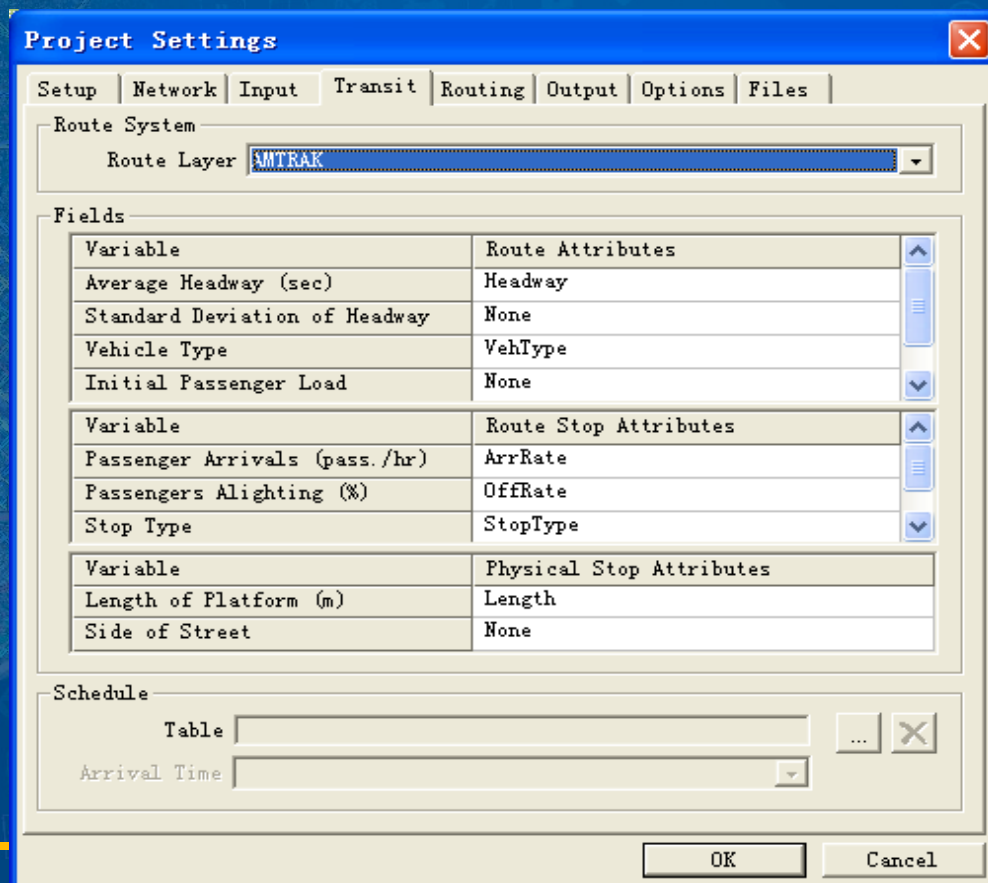 Project Settings
Setup Network Input Transit Routing Output Options Files
Route System
Route Layer AMTRAK
Fields
Variable Route Attributes
Average Headway (sec) Headway
Standard Deviation of Headway None
Vehicle Type VehType
Initial Passenger Load None
Variable Route Stop Attributes
Passenger Arrivals (pass./hr) ArrRate
Passengers Alighting (%) OffRate
Stop Type StopType
Variable Physical Stop Attributes
Length of Platform (m) Length
Side of Street None
Schedule
Table ...
Arrival Time
OK Cancel